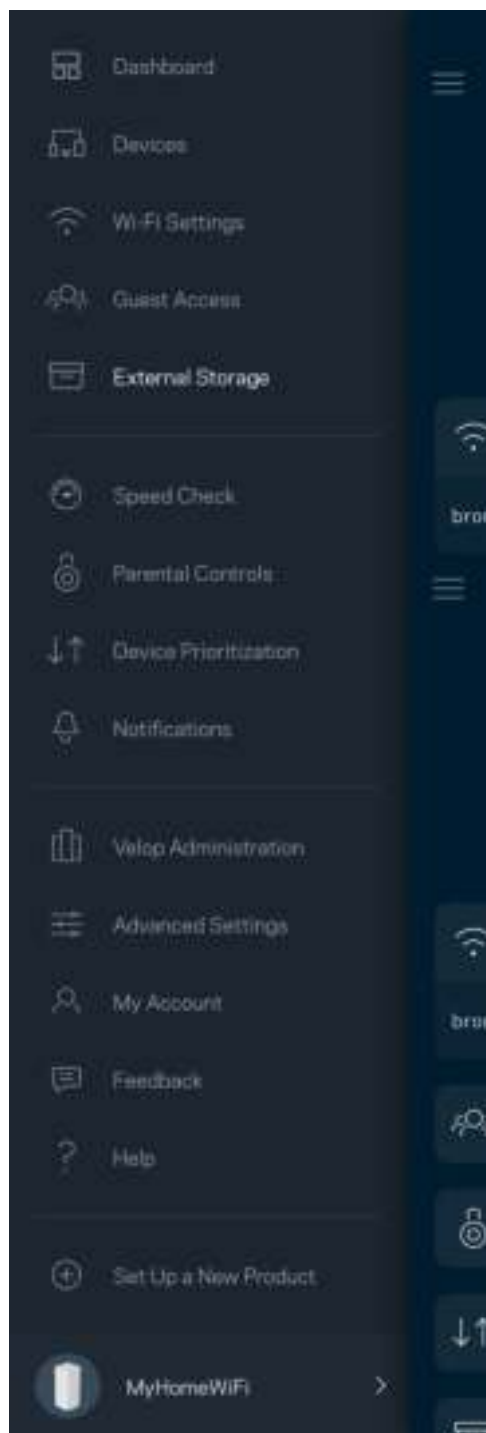 Dashboard
Devices
Wi-Fi Settings
Guest Access
External Storage
Speed Check
Parental Controls
Device Prioritization
Notifications
Velop Administration
Advanced Settings
My Account
Feedback
Help
Set Up a New Product
MyHomeWiFi